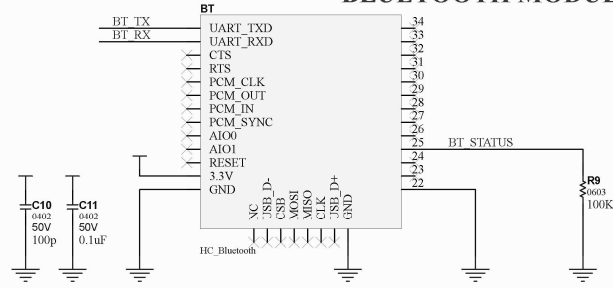 BLUETOOTH MODUL
BT
BT_TX
BT_RX
UART_TXD
UART_RXD
CTS
RTS
PCM_CLK
PCM_OUT
PCM_IN
PCM_SYNC
AIO0
AIO1
RESET
3.3V
GND
34
33
32
31
30
29
28
27
26
25
24
23
22
BT_STATUS
NC
USB_D-
CSB
MOSI
MISO
CLK
USB_D+
GND
HC_Bluetooth
C10
0402
50V
100p
C11
0402
50V
0.1uF
R9
0603
100K